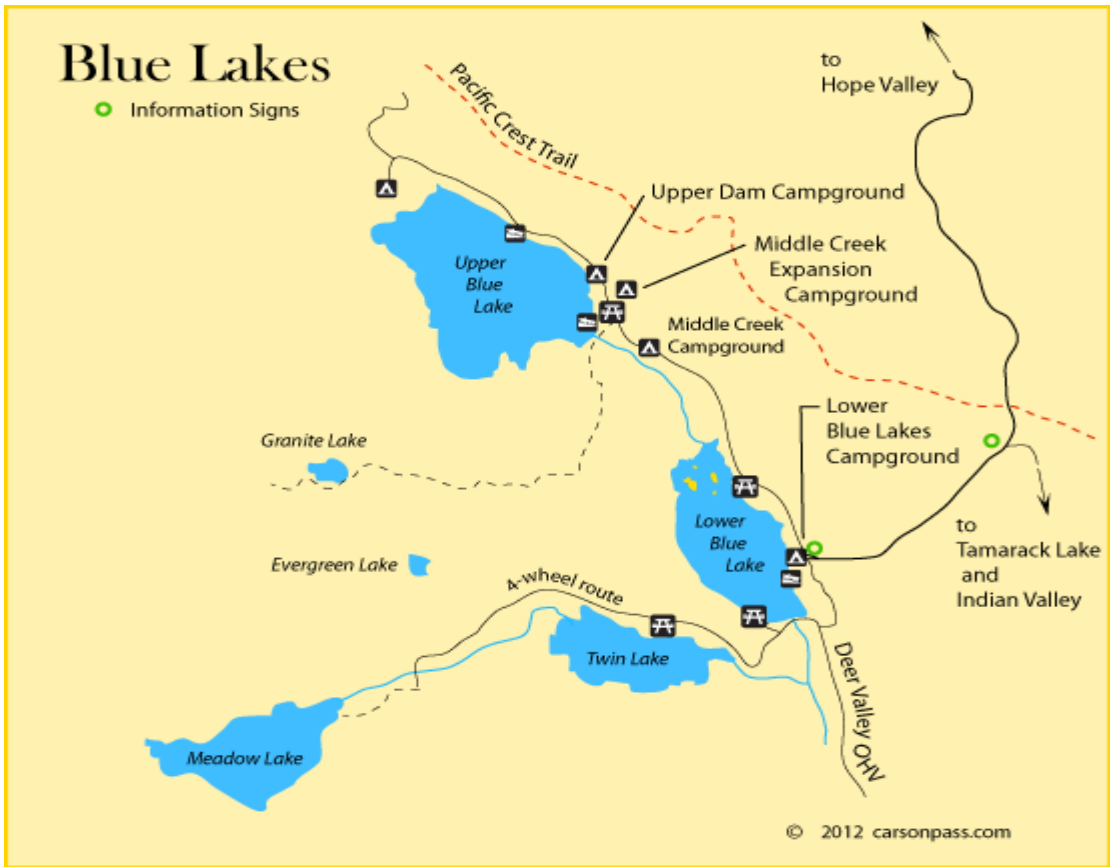 Blue Lakes
Information Signs
to
Hope Valley
Pacific Crest Trail
Upper Dam Campground
Middle Creek
Expansion
Campground
Upper
Blue
Lake
Middle Creek
Campground
Lower
Blue Lakes
Campground
Granite Lake
Lower
Blue
Lake
to
Tamarack Lake
and
Indian Valley
Evergreen Lake
4-wheel route
Twin Lake
Deer Valley OHV
Meadow Lake
© 2012 carsonpass.com